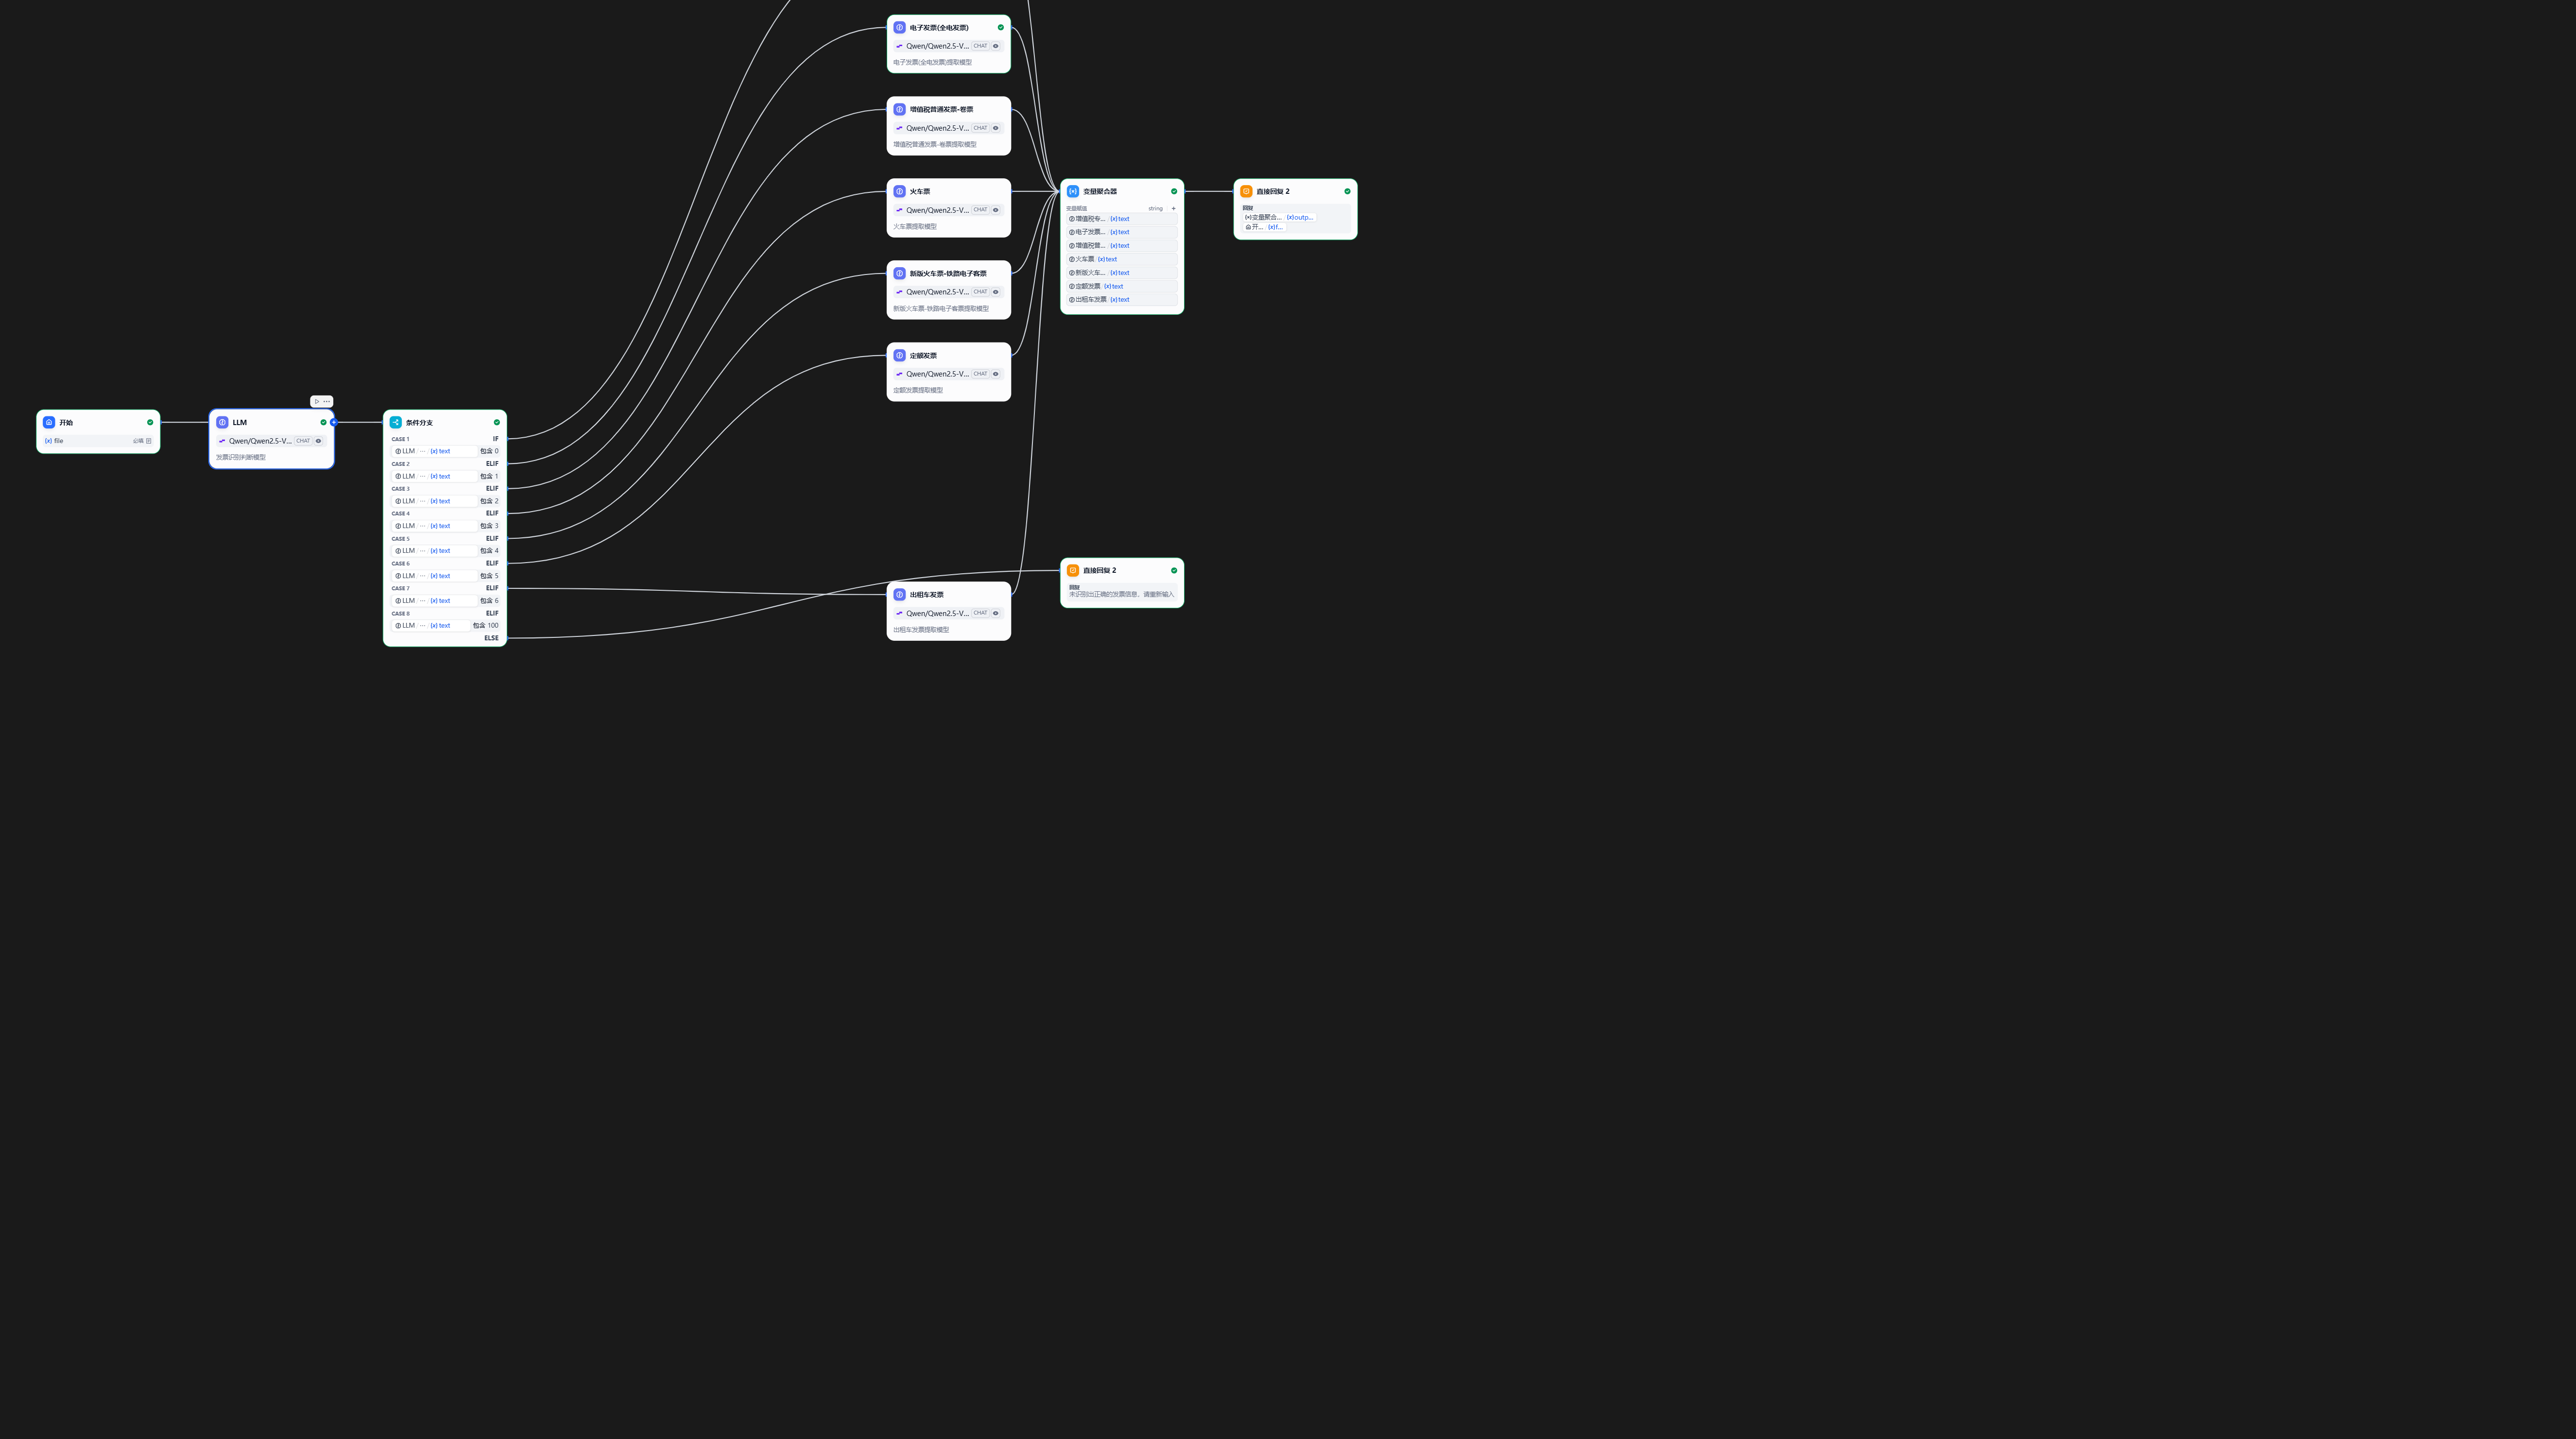 电子发票(全电发票)
Qwen/Qwen2.5-V... CHAT
电子发票(全电发票)提取模型
增值税普通发票-卷票
Qwen/Qwen2.5-V... CHAT
增值税普通发票-卷票提取模型
火车票
Qwen/Qwen2.5-V... CHAT
火车票提取模型
新版火车票-铁路电子客票
Qwen/Qwen2.5-V... CHAT
新版火车票-铁路电子客票提取模型
定额发票
Qwen/Qwen2.5-V... CHAT
定额发票提取模型
变量聚合器
变量赋值 string +
增值税专... {x} text
电子发票... {x} text
增值税普... {x} text
火车票 {x} text
新版火车... {x} text
定额发票 {x} text
出租车发票 {x} text
直接回复 2
回复
{x} 变量聚合... {x} outp...
开... {x} f...
开始
{x} file 必填
LLM
Qwen/Qwen2.5-V... CHAT
发票识别判断模型
条件分支
CASE 1 IF
LLM / ··· / {x} text 包含 0
CASE 2 ELIF
LLM / ··· / {x} text 包含 1
CASE 3 ELIF
LLM / ··· / {x} text 包含 2
CASE 4 ELIF
LLM / ··· / {x} text 包含 3
CASE 5 ELIF
LLM / ··· / {x} text 包含 4
CASE 6 ELIF
LLM / ··· / {x} text 包含 5
CASE 7 ELIF
LLM / ··· / {x} text 包含 6
CASE 8 ELIF
LLM / ··· / {x} text 包含 100
ELSE
出租车发票
Qwen/Qwen2.5-V... CHAT
出租车发票提取模型
直接回复 2
回复
未识别出正确的发票信息，请重新输入